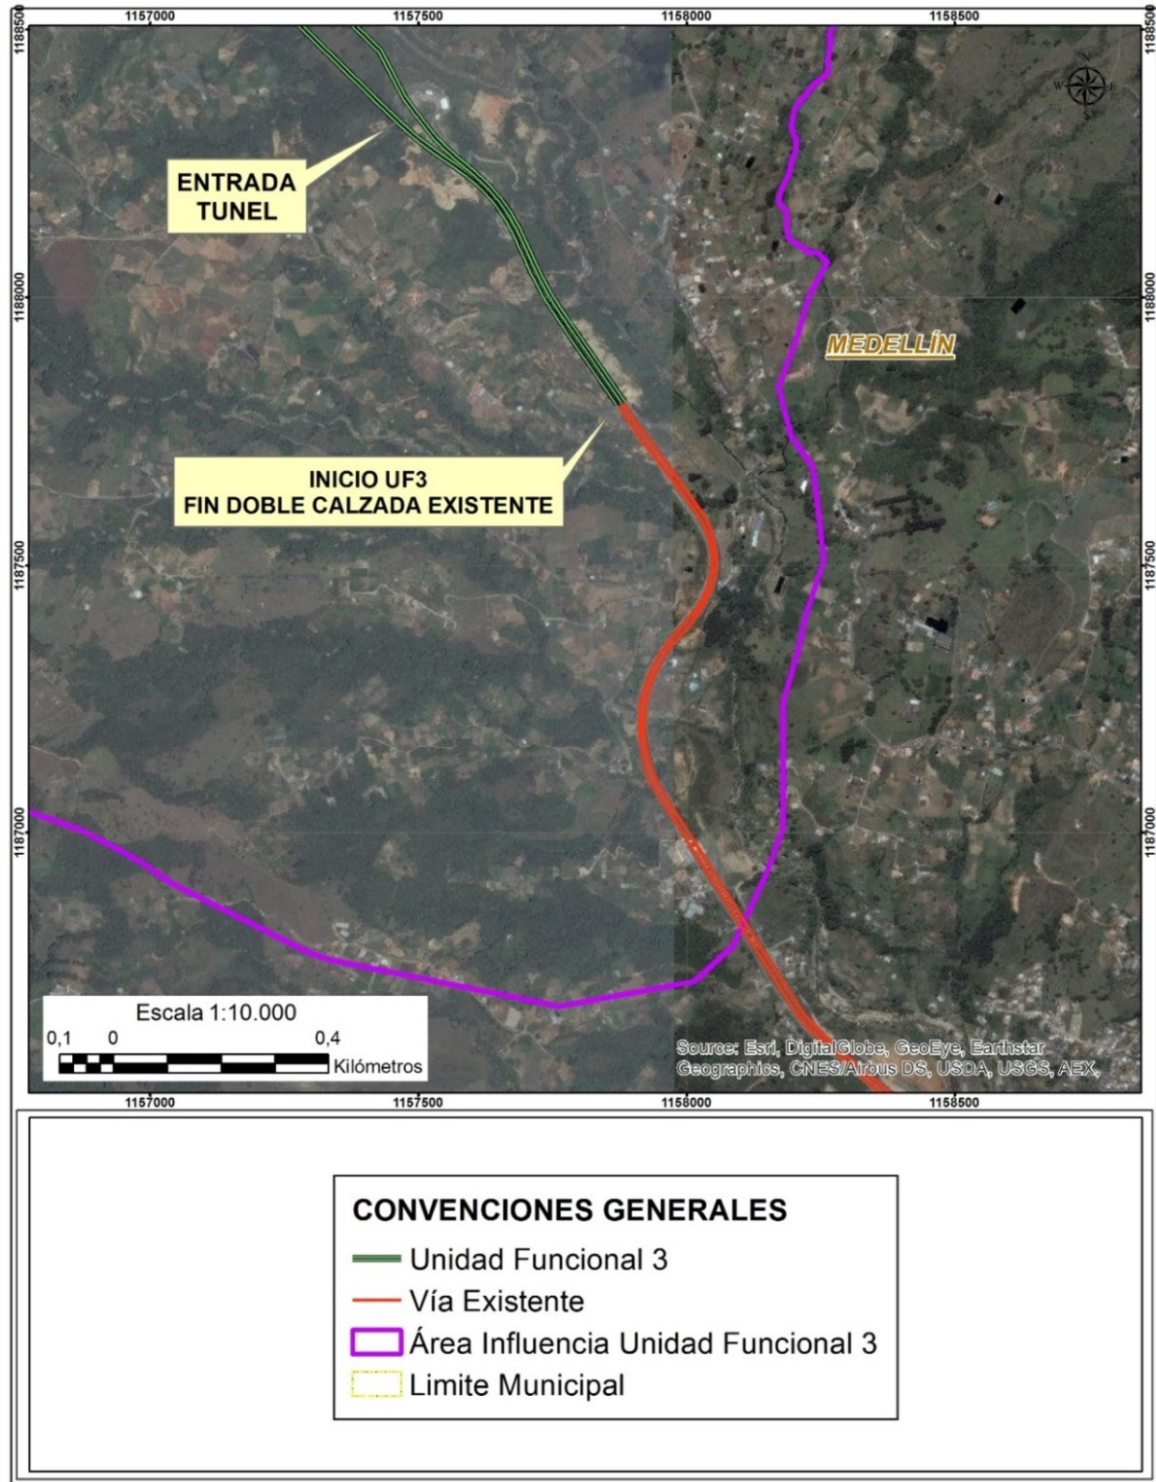 1157000 1157500 1158000 1158500
1188500 1188500
N
W E
S
ENTRADA
TUNEL
1188000 1188000
MEDELLÍN
INICIO UF3
FIN DOBLE CALZADA EXISTENTE
1187500 1187500
1187000 1187000
Escala 1:10.000
0,1 0 0,4
Kilómetros
Source: Esri, DigitalGlobe, GeoEye, Earthstar
Geographics, CNES/Airbus DS, USDA, USGS, AEX,
1157000 1157500 1158000 1158500
CONVENCIONES GENERALES
Unidad Funcional 3
Vía Existente
Área Influencia Unidad Funcional 3
Limite Municipal